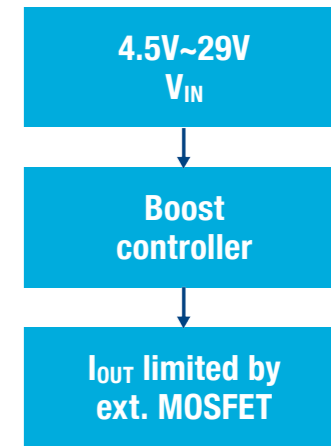 4.5V~29V
VIN
Boost
controller
IOUT limited by
ext. MOSFET